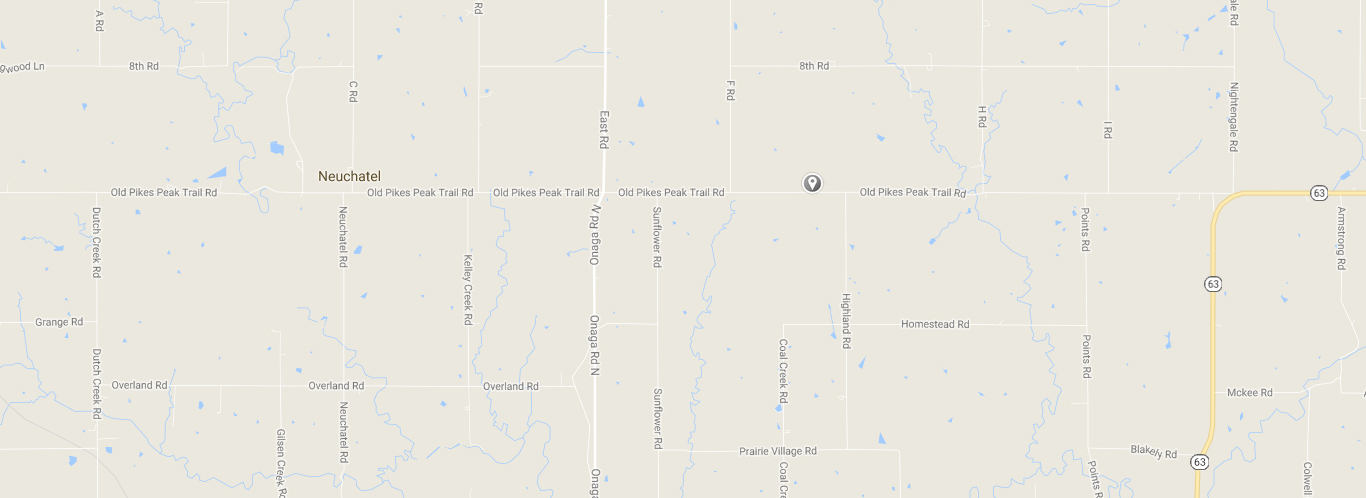 A Rd
Rd
ale Rd
gwood Ln
8th Rd
8th Rd
C Rd
F Rd
H Rd
I Rd
Nightengale Rd
East Rd
Neuchatel
Old Pikes Peak Trail Rd
Old Pikes Peak Trail Rd
Old Pikes Peak Trail Rd
Old Pikes Peak Trail Rd
Old Pikes Peak Trail Rd
63
Dutch Creek Rd
Neuchatel Rd
Kelley Creek Rd
Onaga Rd N
Sunflower Rd
Points Rd
Armstrong Rd
63
Grange Rd
Onaga Rd N
Highland Rd
Homestead Rd
Dutch Creek Rd
Coal Creek Rd
Points Rd
Overland Rd
Overland Rd
Overland Rd
Mckee Rd
Neuchatel Rd
Gilsen Creek Rd
Sunflower Rd
Prairie Village Rd
Blakely Rd
63
Onaga
Coal Creek
Points R
Colwell